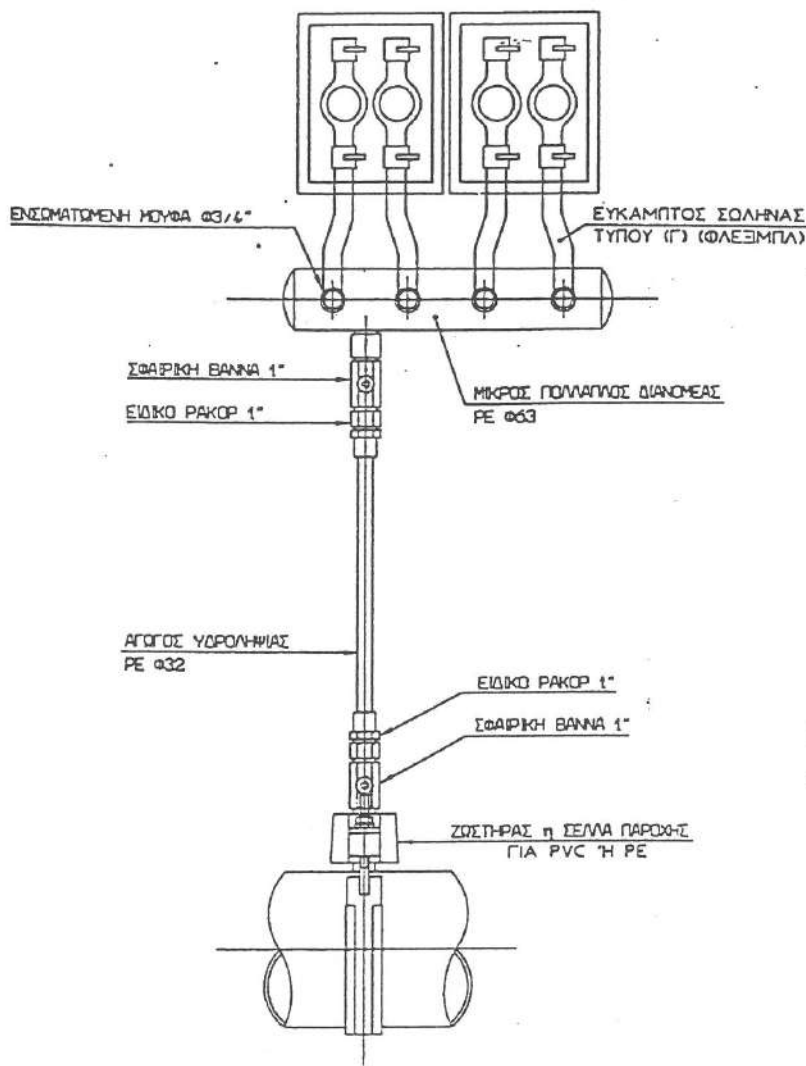 ΕΝΣΩΜΑΤΩΜΕΝΗ ΜΟΥΦΑ Φ3/4"
ΕΥΚΑΜΠΤΟΣ ΣΩΛΗΝΑΣ
ΤΥΠΟΥ (Γ) (ΦΛΕΞΙΜΠΛ)
ΣΦΑΙΡΙΚΗ ΒΑΝΝΑ 1"
ΕΙΔΙΚΟ ΡΑΚΟΡ 1"
ΜΙΚΡΟΣ ΠΟΛΛΑΠΛΟΣ ΔΙΑΝΟΜΕΑΣ
PE Φ63
ΑΓΩΓΟΣ ΥΔΡΟΛΗΨΙΑΣ
PE Φ32
ΕΙΔΙΚΟ ΡΑΚΟΡ 1"
ΣΦΑΙΡΙΚΗ ΒΑΝΝΑ 1"
ΖΩΣΤΗΡΑΣ η ΣΕΛΛΑ ΠΑΡΟΧΗΣ
ΓΙΑ PVC Ή PE